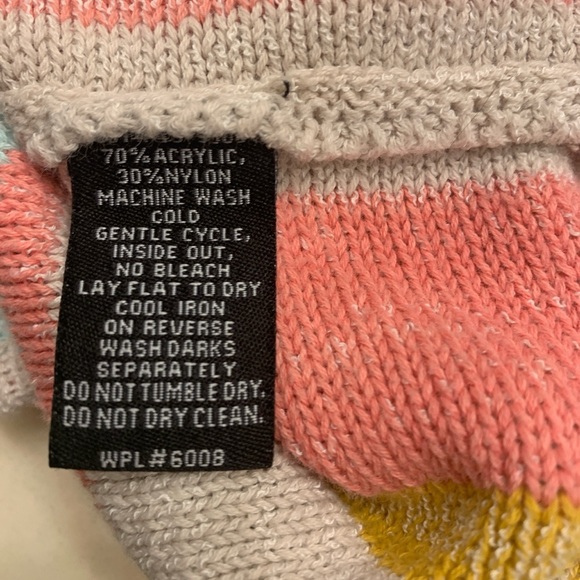 70% ACRYLIC,
30%NYLON
MACHINE WASH
COLD
GENTLE CYCLE,
INSIDE OUT,
NO BLEACH
LAY FLAT TO DRY
COOL IRON
ON REVERSE
WASH DARKS
SEPARATELY
DO NOT TUMBLE DRY.
DO NOT DRY CLEAN.
WPL#6008